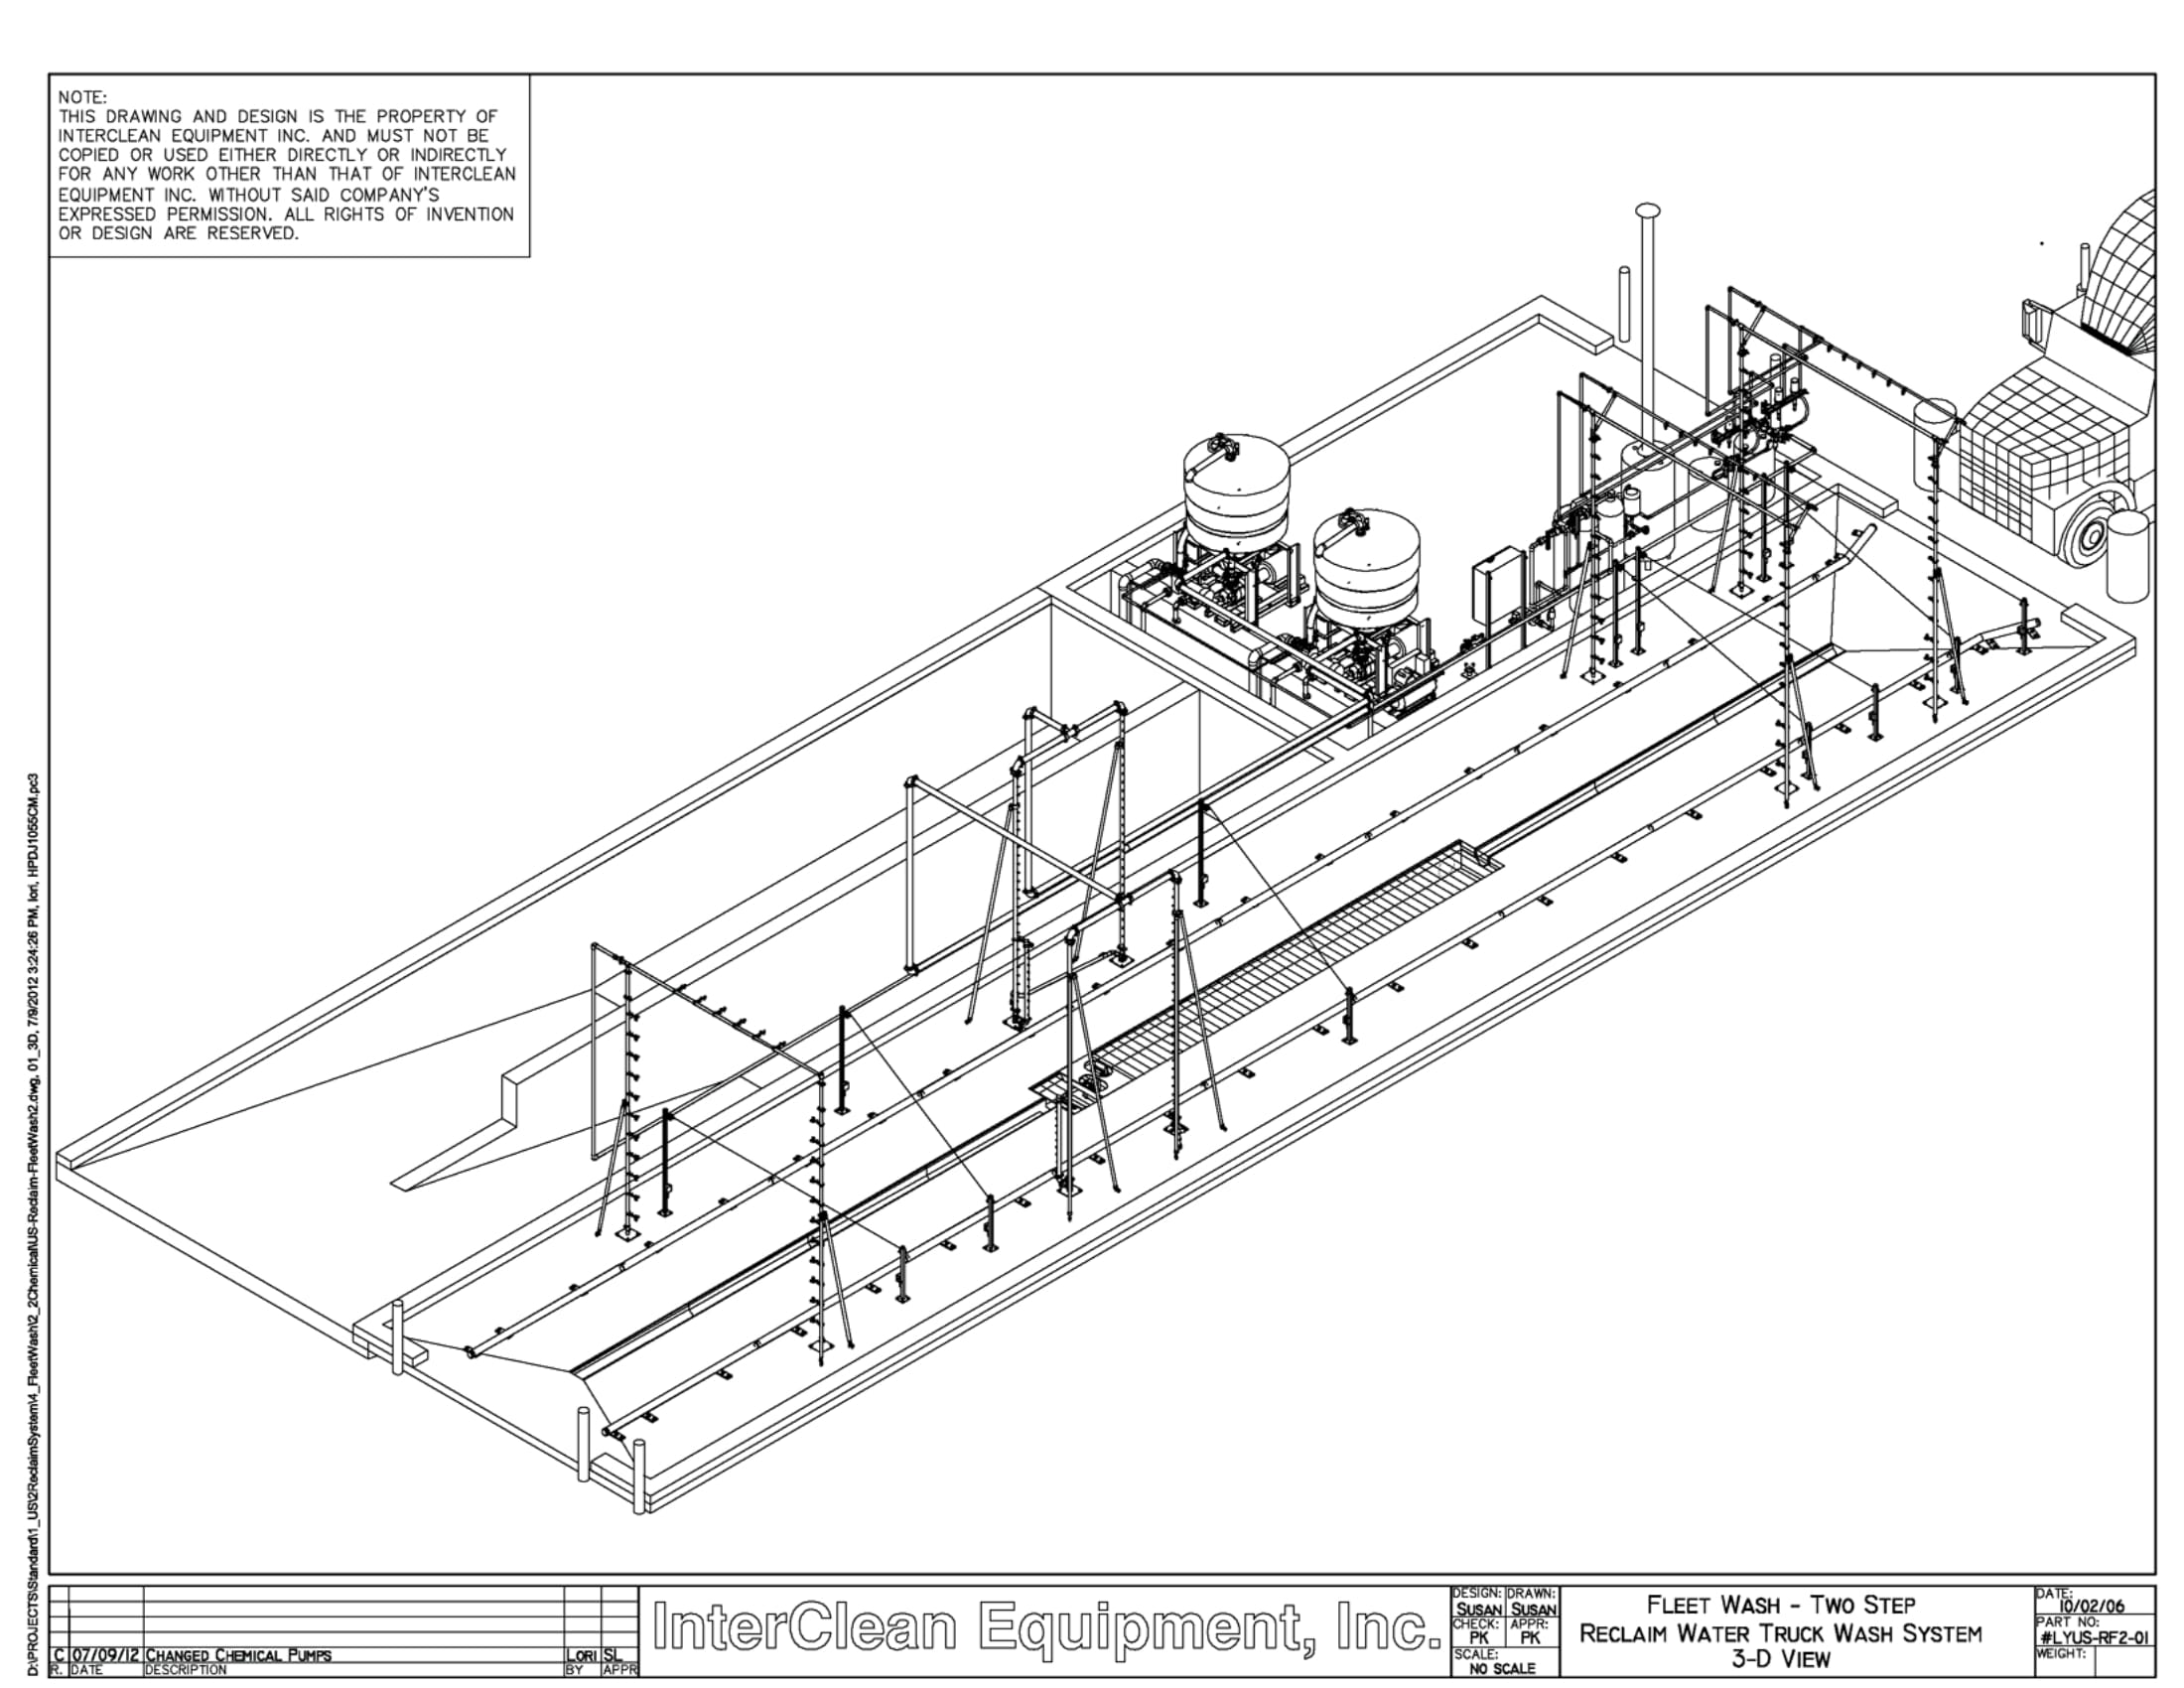 NOTE:
THIS DRAWING AND DESIGN IS THE PROPERTY OF
INTERCLEAN EQUIPMENT INC. AND MUST NOT BE
COPIED OR USED EITHER DIRECTLY OR INDIRECTLY
FOR ANY WORK OTHER THAN THAT OF INTERCLEAN
EQUIPMENT INC. WITHOUT SAID COMPANY'S
EXPRESSED PERMISSION. ALL RIGHTS OF INVENTION
OR DESIGN ARE RESERVED.
D:\PROJECTS\Standard\1_US\2ReclaimSystem\4_FleetWash\2_2Chemical\US-Reclaim-FleetWash2.dwg, 01_3D, 7/9/2012 3:24:26 PM, lori, HPDJ1055CM.pc3
C 07/09/12 CHANGED CHEMICAL PUMPS LORI SL
R. DATE DESCRIPTION BY APPR
InterClean Equipment, Inc.
DESIGN: DRAWN:
SUSAN SUSAN
CHECK: APPR:
PK PK
SCALE:
NO SCALE
FLEET WASH - TWO STEP
RECLAIM WATER TRUCK WASH SYSTEM
3-D VIEW
DATE:
10/02/06
PART NO:
#LYUS-RF2-01
WEIGHT: